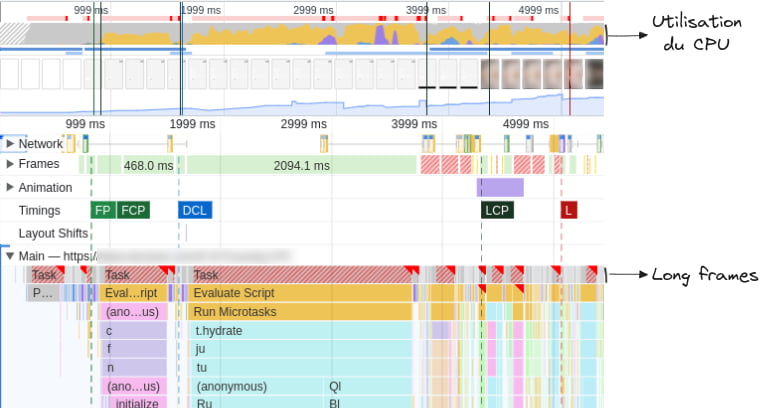 999 ms 1999 ms 2999 ms 3999 ms 4999 ms
Utilisation
du CPU
999 ms 1999 ms 2999 ms 3999 ms 4999 ms
Network
Frames 468.0 ms 2094.1 ms
Animation
Timings FP FCP DCL LCP L
Layout Shifts
Main — https:/
Task Task Task
Long frames
P… Eval…ript Evaluate Script
(ano…us) Run Microtasks
c t.hydrate
f ju
n tu
(ano…us) (anonymous) Ql
initialize Ru Bl